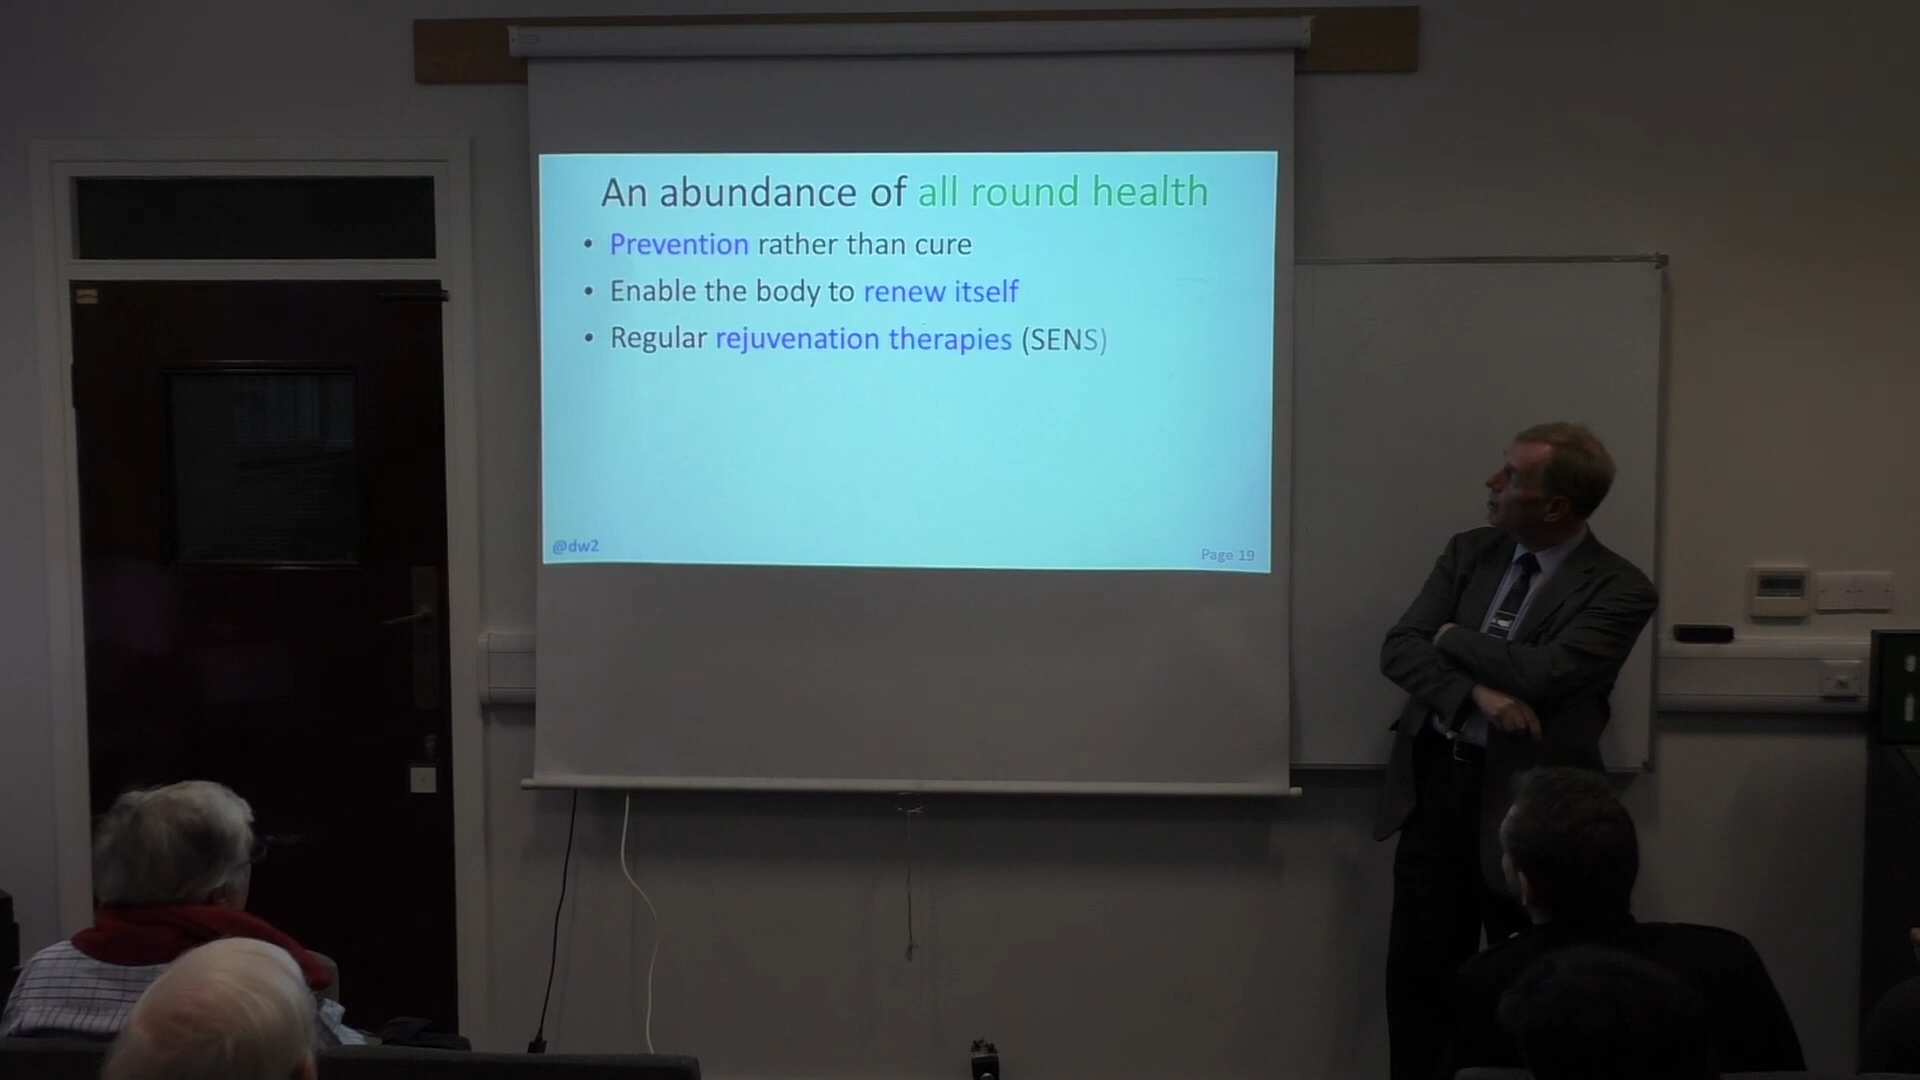 An abundance of all round health
• Prevention rather than cure
• Enable the body to renew itself
• Regular rejuvenation therapies (SENS)
@dw2
Page 19